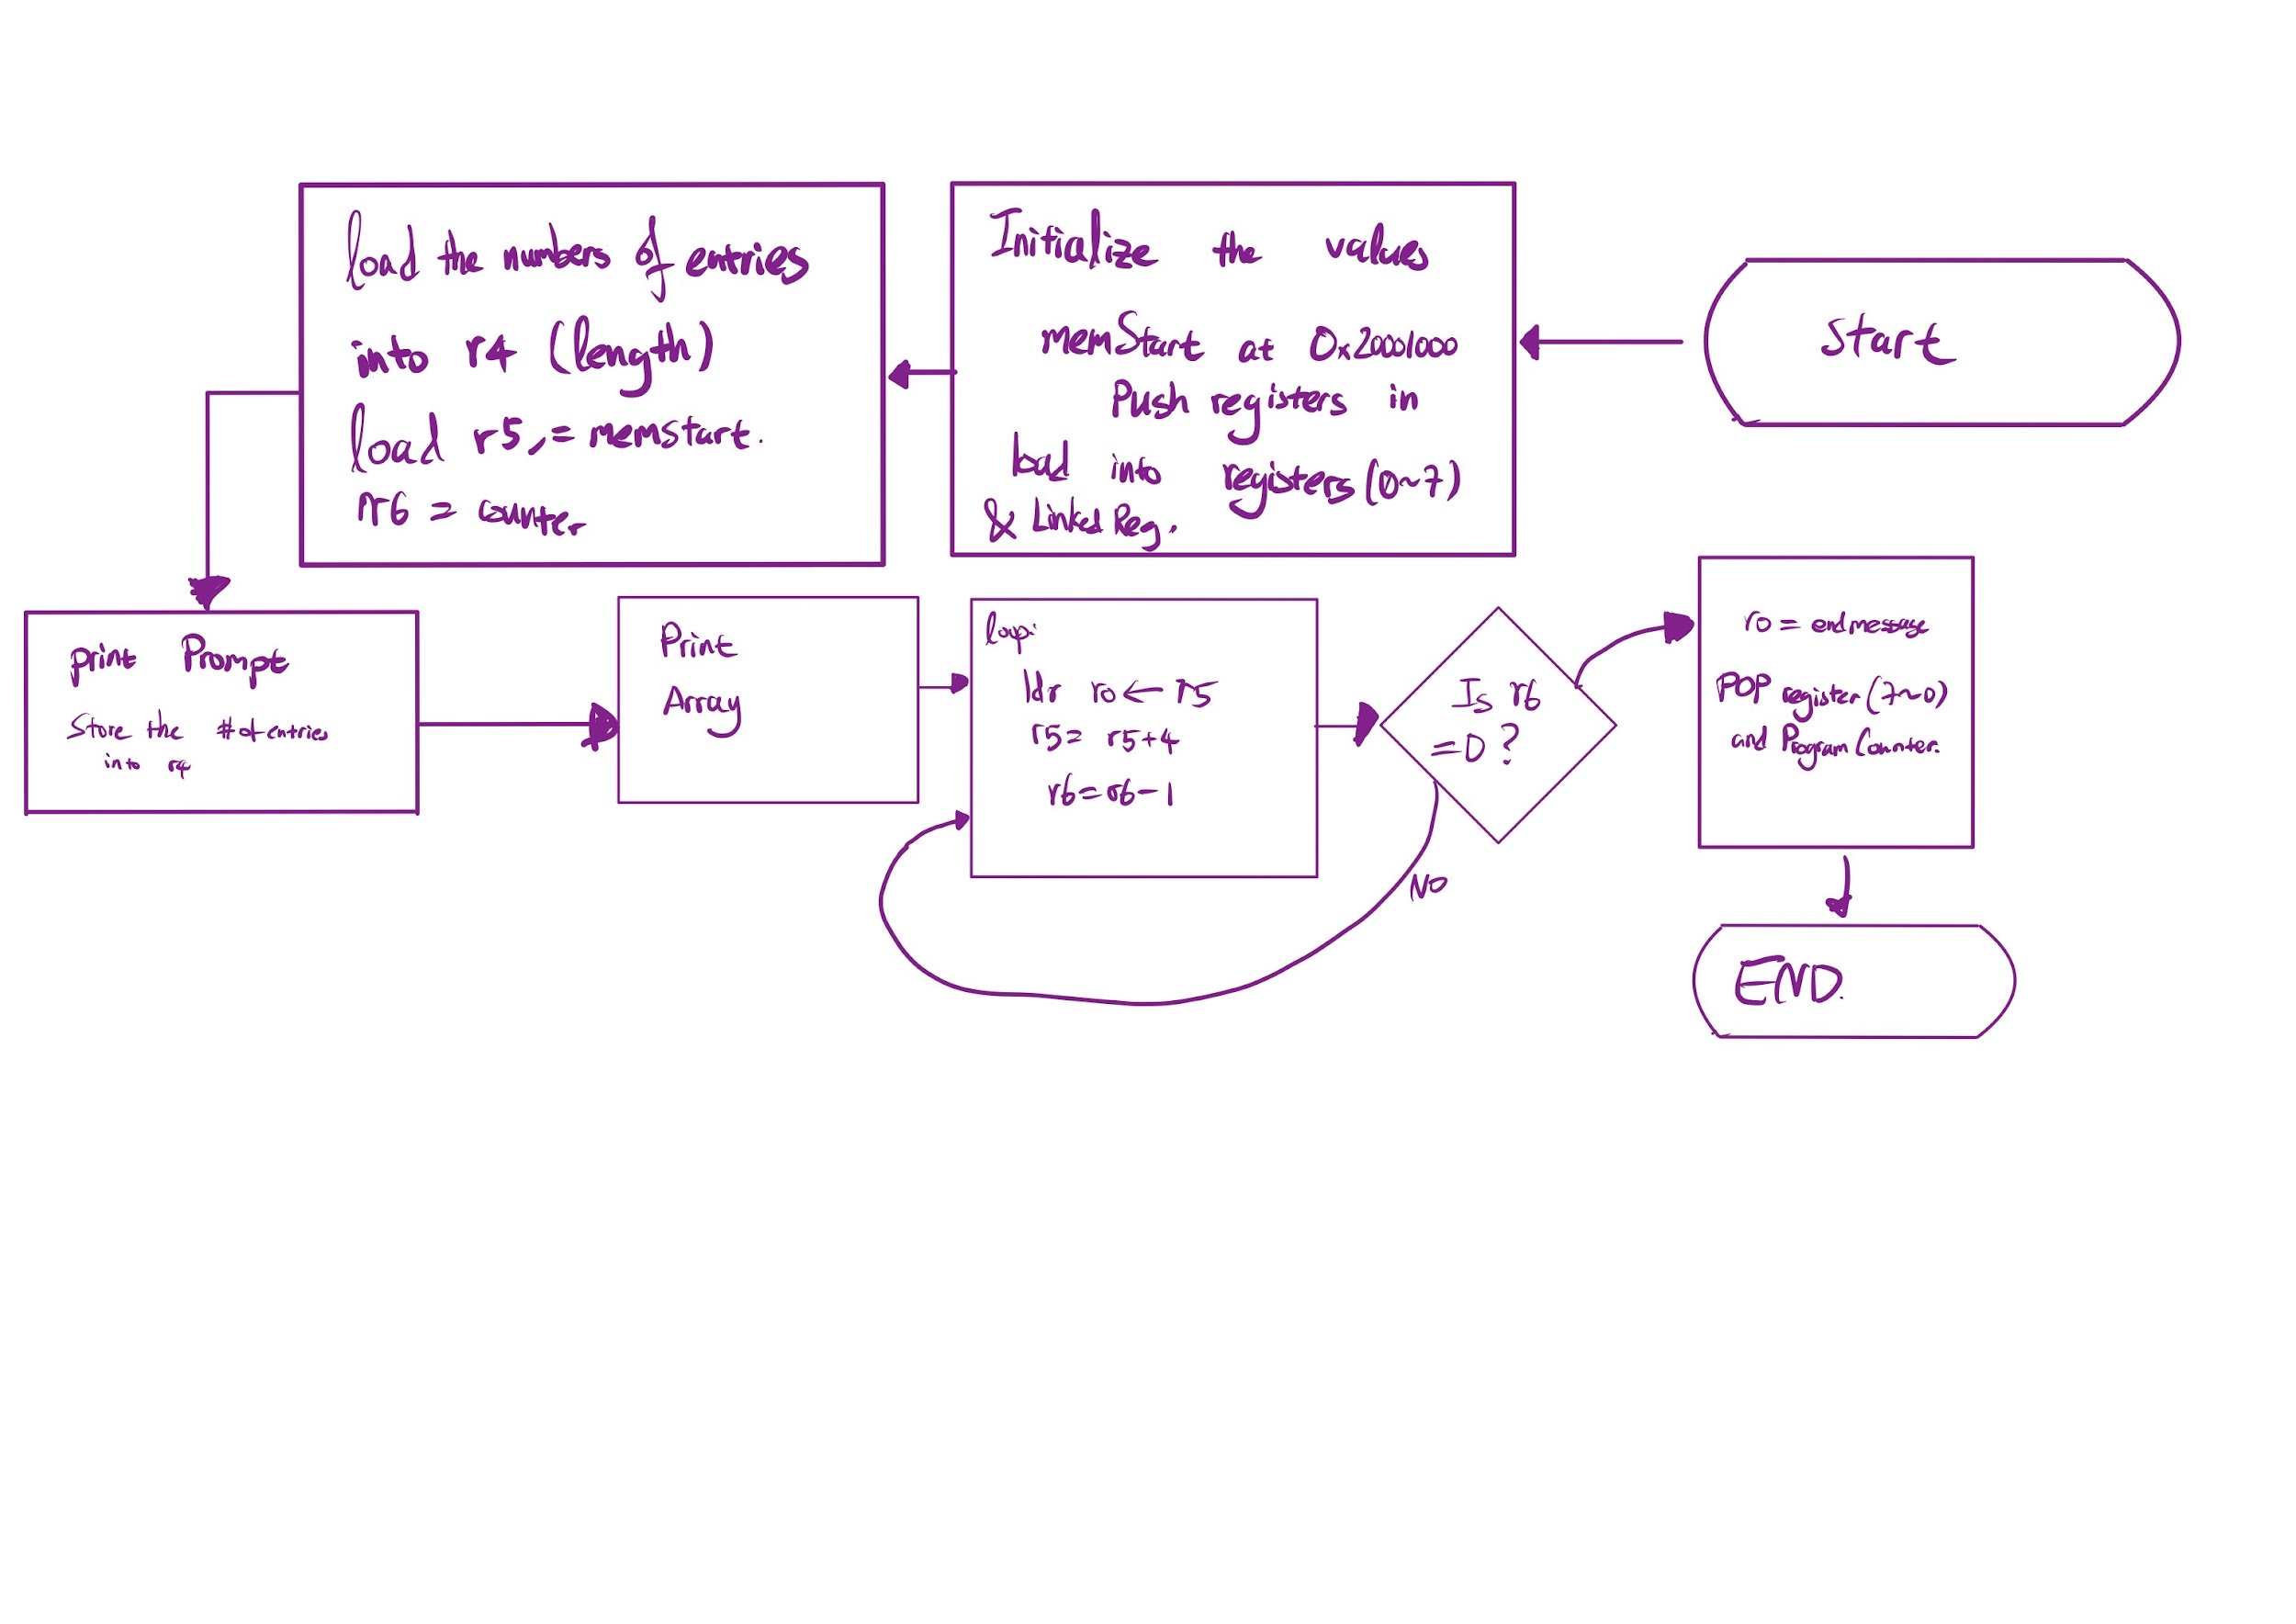 Start
Initialize the values
memStart at 0x20001000
Push registers in
load into registers (0~7)
& Linked Reg.
load the numbers of entries
into r4 (length)
load r5, = memstart.
r6 = counter
print Prompt
Store the # of entries
into r4
Print
Array
loop:
ldr r0 ← r5
r5 = r5+4
r6 = r6 - 1
Is r6
= 0 ?
NO
r0 = endmessage
POP register (7~0)
and Program Counter.
END.